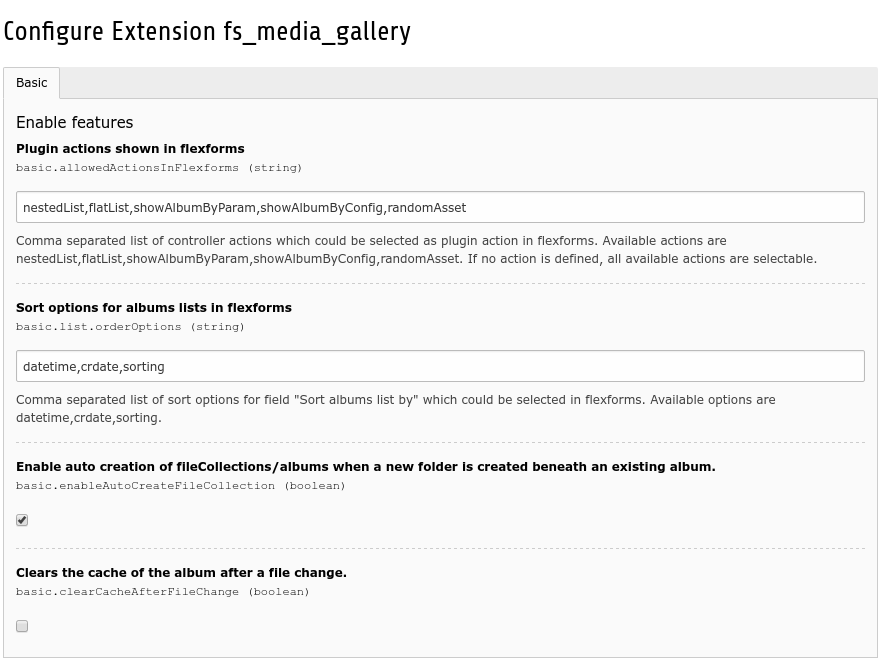 Configure Extension fs_media_gallery
Basic
Enable features
Plugin actions shown in flexforms
basic.allowedActionsInFlexforms (string)
nestedList,flatList,showAlbumByParam,showAlbumByConfig,randomAsset
Comma separated list of controller actions which could be selected as plugin action in flexforms. Available actions are
nestedList,flatList,showAlbumByParam,showAlbumByConfig,randomAsset. If no action is defined, all available actions are selectable.
Sort options for albums lists in flexforms
basic.list.orderOptions (string)
datetime,crdate,sorting
Comma separated list of sort options for field "Sort albums list by" which could be selected in flexforms. Available options are
datetime,crdate,sorting.
Enable auto creation of fileCollections/albums when a new folder is created beneath an existing album.
basic.enableAutoCreateFileCollection (boolean)
Clears the cache of the album after a file change.
basic.clearCacheAfterFileChange (boolean)